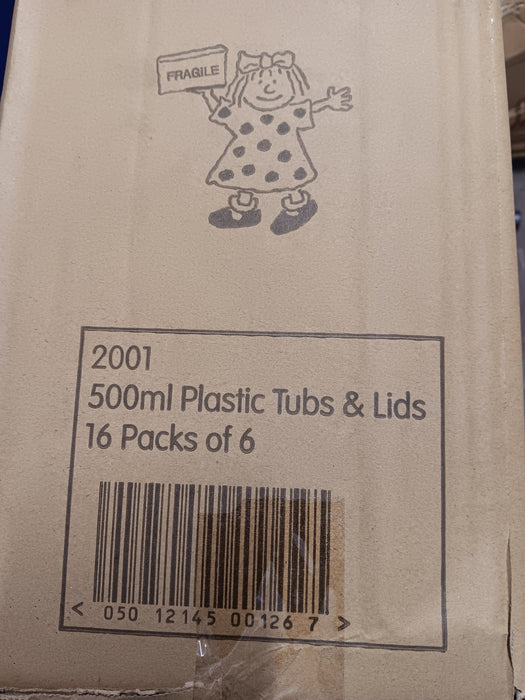 FRAGILE
2001
500ml Plastic Tubs & Lids
16 Packs of 6
< 050 12145 00126 7 >